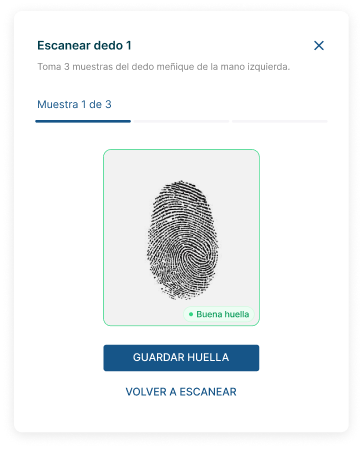 Escanear dedo 1
Toma 3 muestras del dedo meñique de la mano izquierda.
Muestra 1 de 3
Buena huella
GUARDAR HUELLA
VOLVER A ESCANEAR